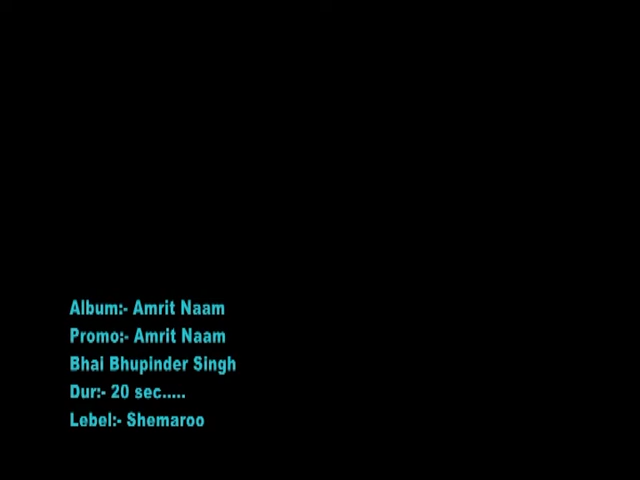 Album:- Amrit Naam
Promo:- Amrit Naam
Bhai Bhupinder Singh
Dur:- 20 sec.....
Lebel:- Shemaroo